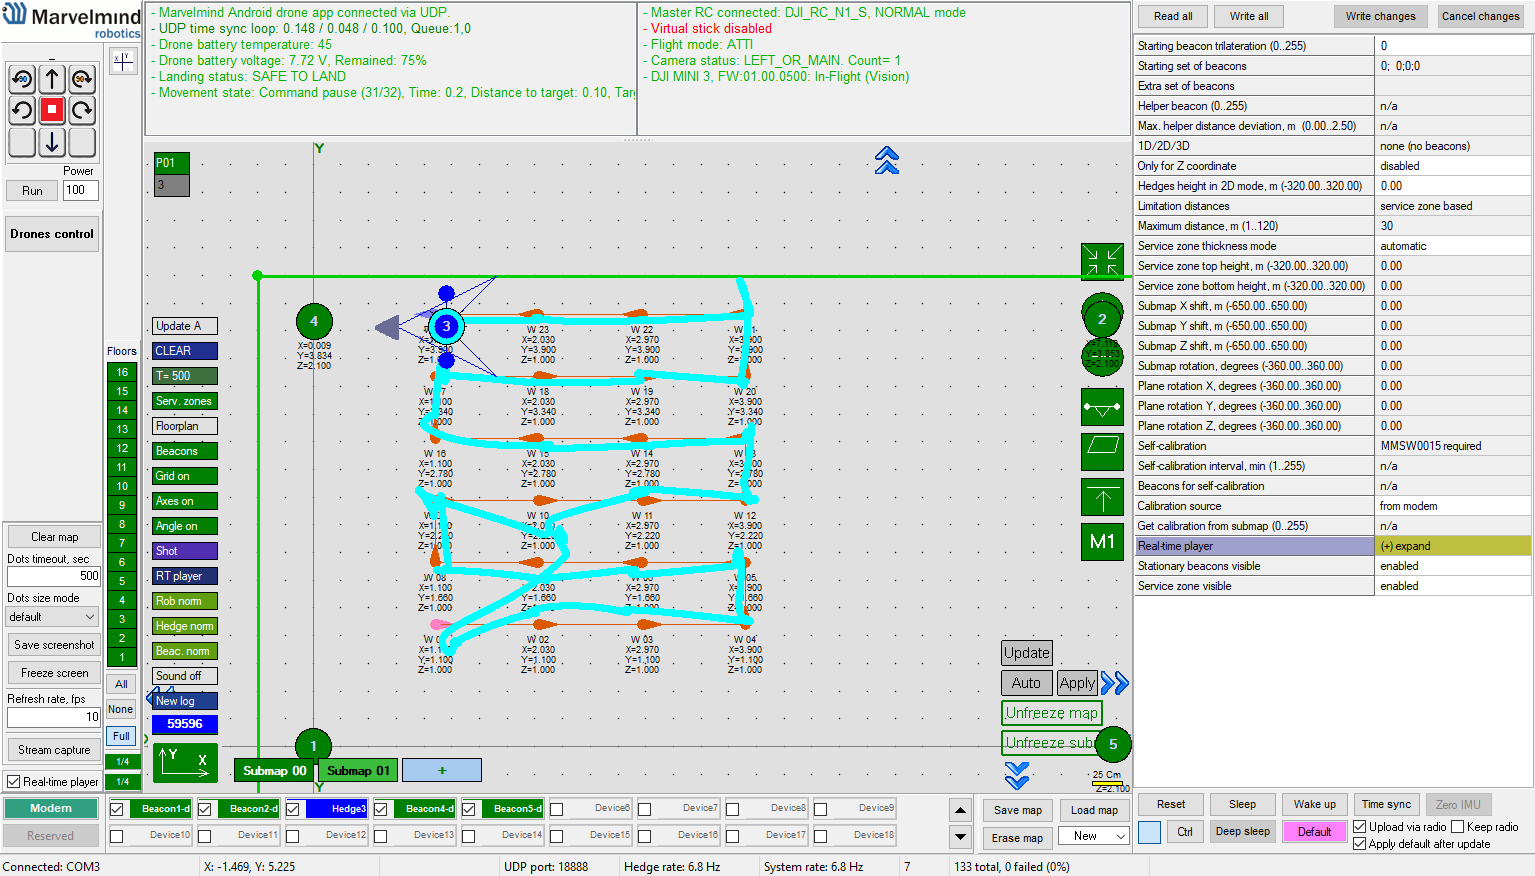 Marvelmind
robotics
90
90
Power
Run
100
Drones control
Clear map
Dots timeout, sec
500
Dots size mode
default
Save screenshot
Freeze screen
Refresh rate, fps
10
Stream capture
Real-time player
Floors
16
15
14
13
12
11
10
9
8
7
6
5
4
3
2
1
All
None
Full
1/4
1/4
- Marvelmind Android drone app connected via UDP.
- UDP time sync loop: 0.148 / 0.048 / 0.100, Queue:1,0
- Drone battery temperature: 45
- Drone battery voltage: 7.72 V, Remained: 75%
- Landing status: SAFE TO LAND
- Movement state: Command pause (31/32), Time: 0.2, Distance to target: 0.10, Tar
- Master RC connected: DJI_RC_N1_S, NORMAL mode
- Virtual stick disabled
- Flight mode: ATTI
- Camera status: LEFT_OR_MAIN. Count= 1
- DJI MINI 3, FW:01.00.0500: In-Flight (Vision)
P01
3
Y
Update A
CLEAR
T= 500
Serv. zones
Floorplan
Beacons
Grid on
Axes on
Angle on
Shot
RT player
Rob norm
Hedge norm
Beac. norm
Sound off
New log
59596
Y
X
4
X=0.009
Y=3.834
Z=2.100
3
W 23
X=2.030
Y=3.900
Z=1.000
W 22
X=2.970
Y=3.900
Z=1.000
2
Z=2.100
W 18
X=2.030
Y=3.340
Z=1.000
W 19
X=2.970
Y=3.340
Z=1.000
W 20
X=3.900
Y=3.340
Z=1.000
W 16
X=1.100
Y=2.780
Z=1.000
W 15
X=2.030
Y=2.780
Z=1.000
W 14
X=2.970
Y=2.780
Z=1.000
W 10
Z=1.000
W 11
X=2.970
Y=2.220
Z=1.000
W 12
X=3.900
Y=2.220
Z=1.000
W 08
X=1.100
Y=1.660
Z=1.000
X=2.030
Y=1.660
Z=1.000
X=2.970
Y=1.660
X=3.900
Y=1.660
Z=1.000
X=1.100
Y=1.100
Z=1.000
W 02
X=2.030
Y=1.100
Z=1.000
W 03
X=2.970
Y=1.100
Z=1.000
W 04
X=3.900
Y=1.100
Z=1.000
M1
Update
Auto
Apply
Unfreeze map
Unfreeze sub
1
5
Y
Submap 00
Submap 01
+
25 Cm
Z=2.100
Read all
Write all
Write changes
Cancel changes
Starting beacon trilateration (0..255) 0
Starting set of beacons 0; 0;0;0
Extra set of beacons
Helper beacon (0..255) n/a
Max. helper distance deviation, m (0.00..2.50) n/a
1D/2D/3D none (no beacons)
Only for Z coordinate disabled
Hedges height in 2D mode, m (-320.00..320.00) 0.00
Limitation distances service zone based
Maximum distance, m (1..120) 30
Service zone thickness mode automatic
Service zone top height, m (-320.00..320.00) 0.00
Service zone bottom height, m (-320.00..320.00) 0.00
Submap X shift, m (-650.00..650.00) 0.00
Submap Y shift, m (-650.00..650.00) 0.00
Submap Z shift, m (-650.00..650.00) 0.00
Submap rotation, degrees (-360.00..360.00) 0.00
Plane rotation X, degrees (-360.00..360.00) 0.00
Plane rotation Y, degrees (-360.00..360.00) 0.00
Plane rotation Z, degrees (-360.00..360.00) 0.00
Self-calibration MMSW0015 required
Self-calibration interval, min (1..255) n/a
Beacons for self-calibration n/a
Calibration source from modem
Get calibration from submap (0..255) n/a
Real-time player (+) expand
Stationary beacons visible enabled
Service zone visible enabled
Modem
Reserved
Beacon1-d
Beacon2-d
Hedge3
Beacon4-d
Beacon5-d
Device6
Device7
Device8
Device9
Device10
Device11
Device12
Device13
Device14
Device15
Device16
Device17
Device18
Save map
Load map
Erase map
New
Reset
Sleep
Wake up
Time sync
Zero IMU
Ctrl
Deep sleep
Default
Upload via radio
Keep radio
Apply default after update
Connected: COM3
X: -1.469, Y: 5.225
UDP port: 18888
Hedge rate: 6.8 Hz
System rate: 6.8 Hz
7
133 total, 0 failed (0%)